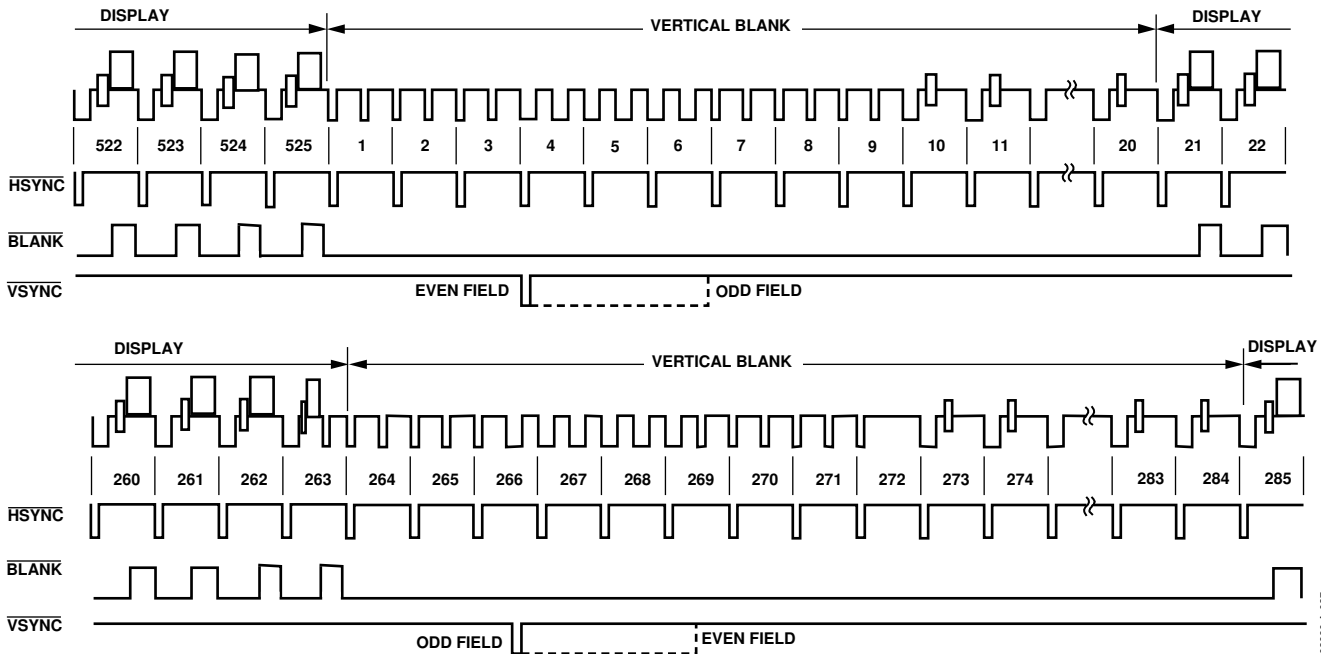 DISPLAY VERTICAL BLANK DISPLAY
522 523 524 525 1 2 3 4 5 6 7 8 9 10 11 20 21 22
HSYNC
BLANK
VSYNC EVEN FIELD ODD FIELD
DISPLAY VERTICAL BLANK DISPLAY
260 261 262 263 264 265 266 267 268 269 270 271 272 273 274 283 284 285
HSYNC
BLANK
VSYNC ODD FIELD EVEN FIELD